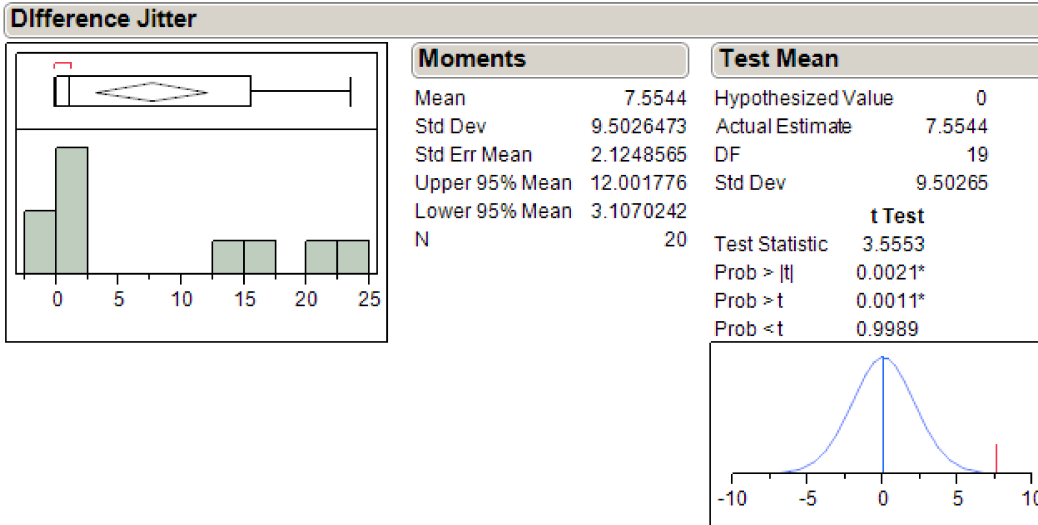 DIfference Jitter
0 5 10 15 20 25
Moments
Mean 7.5544
Std Dev 9.5026473
Std Err Mean 2.1248565
Upper 95% Mean 12.001776
Lower 95% Mean 3.1070242
N 20
Test Mean
Hypothesized Value 0
Actual Estimate 7.5544
DF 19
Std Dev 9.50265
t Test
Test Statistic 3.5553
Prob > |t| 0.0021*
Prob > t 0.0011*
Prob < t 0.9989
-10 -5 0 5 10